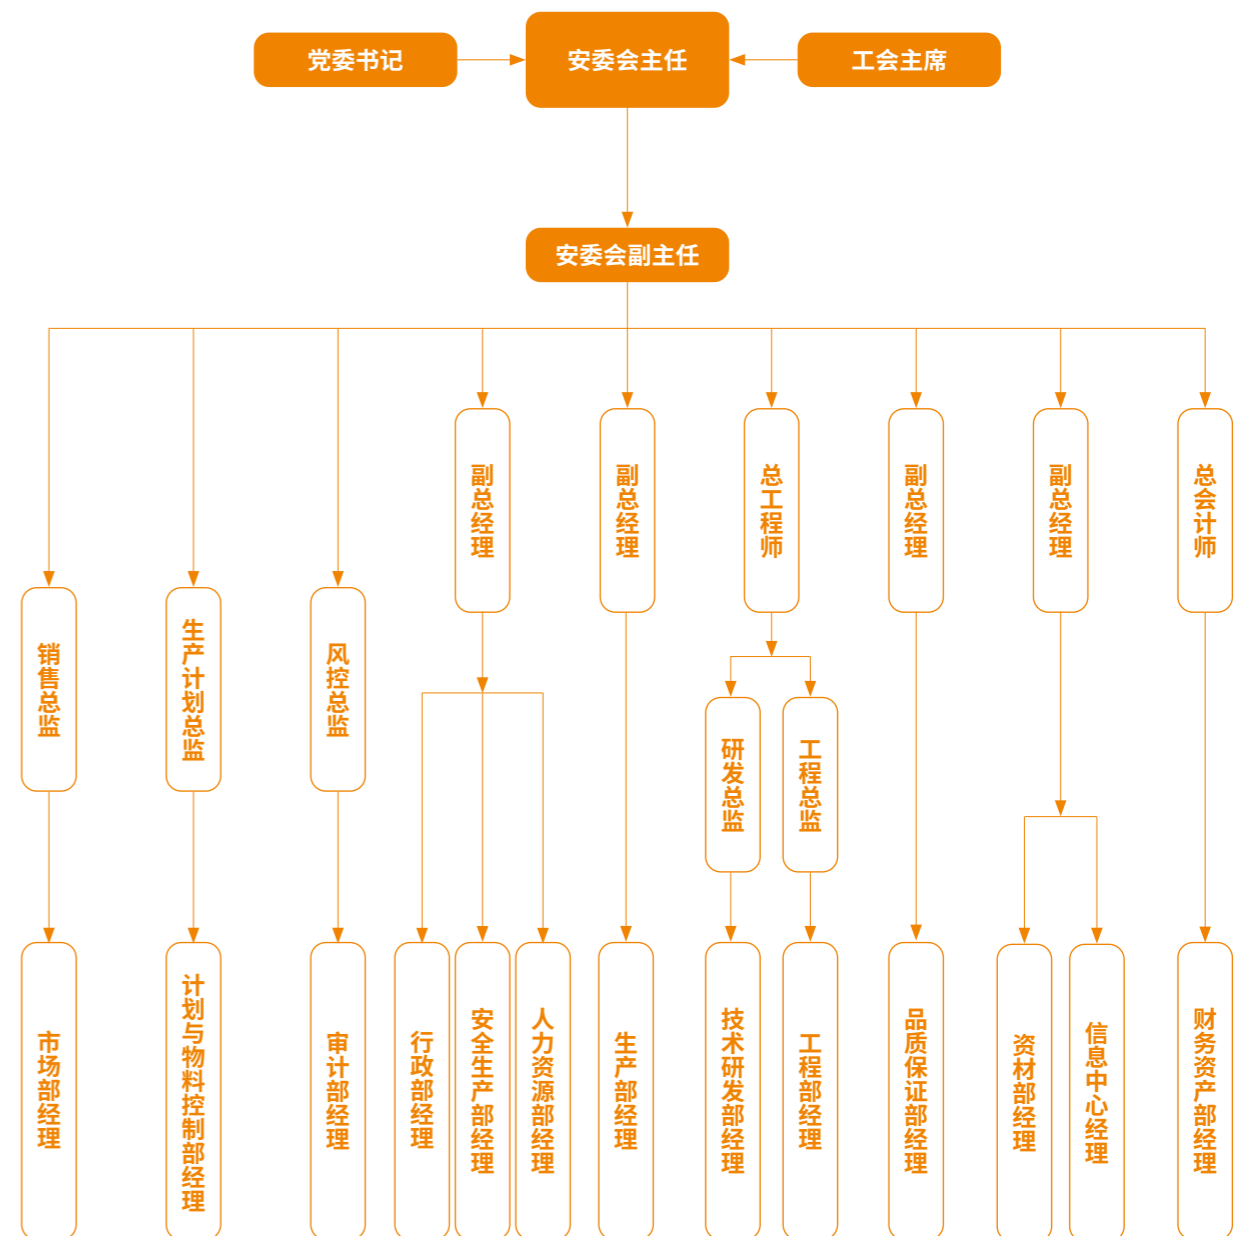 党委书记
安委会主任
工会主席
安委会副主任
副总经理
副总经理
总工程师
副总经理
副总经理
总会计师
销售总监
生产计划总监
风控总监
研发总监
工程总监
市场部经理
计划与物料控制部经理
审计部经理
行政部经理
安全生产部经理
人力资源部经理
生产部经理
技术研发部经理
工程部经理
品质保证部经理
资材部经理
信息中心经理
财务资产部经理